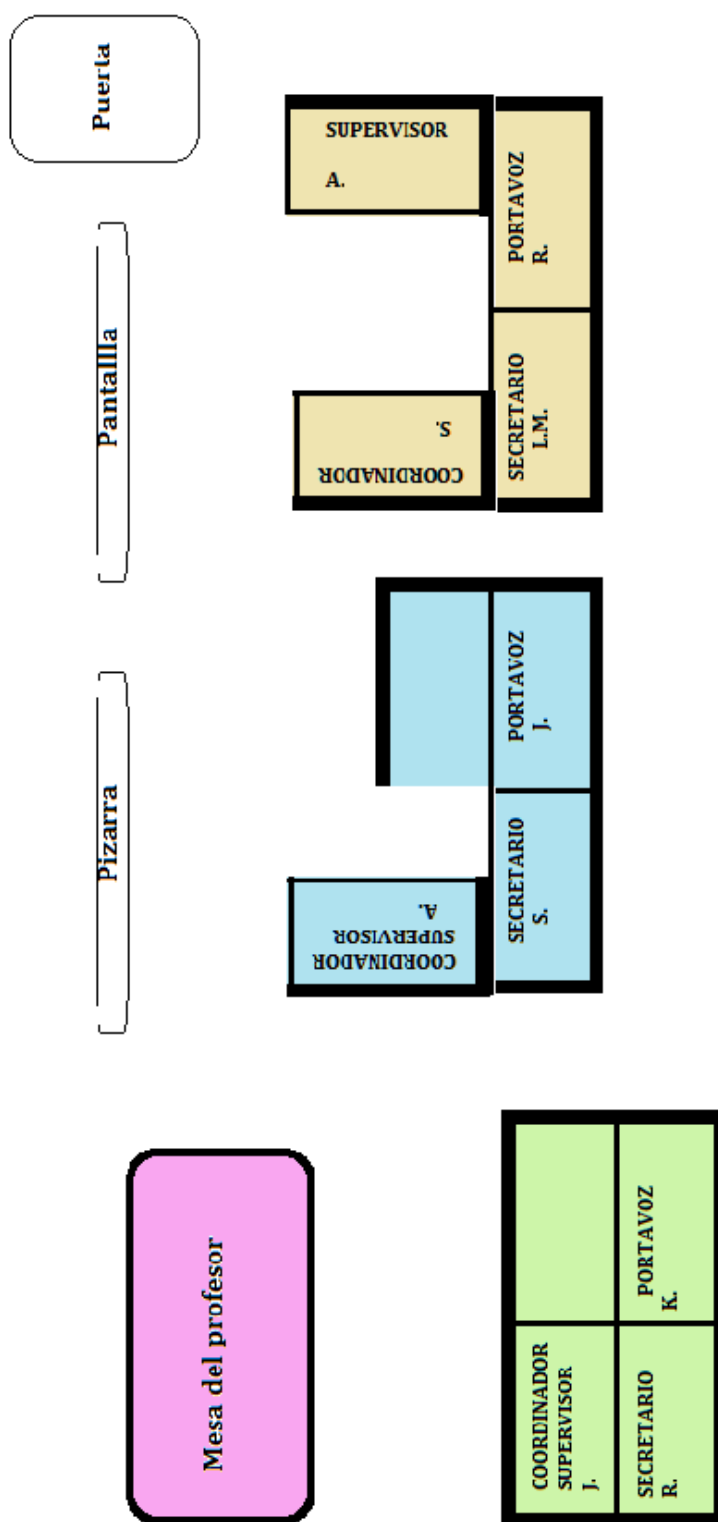 Puerta
Pantallla
Pizarra
Mesa del profesor
SUPERVISOR
A.
PORTAVOZ
R.
COORDINADOR
S.
SECRETARIO
L.M.
PORTAVOZ
J.
COORDINADOR
SUPERVISOR
A.
SECRETARIO
S.
COORDINADOR
SUPERVISOR
J.
PORTAVOZ
K.
SECRETARIO
R.